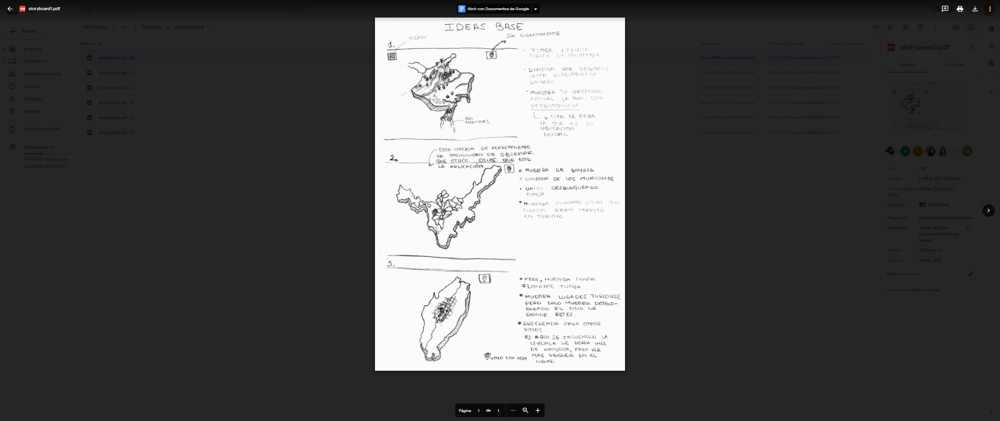 storyboard1.pdf
Abrir con Documentos de Google
Buscar en Drive
Nuevo
Mi unidad
Ordenadores
Compartido conmigo
Reciente
Destacado
Papelera
Copias de seguridad
Almacenamiento
39,9 GB de 100 GB usado
COMPRAR ESPACIO
Mi unidad > ... > Turismo > story board
Nombre
Propietario
Última modificación
Tamaño de archivo
storyboard1.pdf
Laura Nathalia Sainea Medina
15 ene. 2020 Laura Nathalia Sain
6 MB
storyboard2.pdf
Laura Nathalia Sainea Medina
15 ene. 2020 Laura Nathalia Sain
6 MB
storyboard3.pdf
Laura Nathalia Sainea Medina
15 ene. 2020 Laura Nathalia Sain
6 MB
storyboard4.pdf
Laura Nathalia Sainea Medina
17 ene. 2020 Laura Nathalia Sain
7 MB
storyboard5.pdf
Laura Nathalia Sainea Medina
17 ene. 2020 Laura Nathalia Sain
4 MB
storyboard6.pdf
Laura Nathalia Sainea Medina
17 ene. 2020 Laura Nathalia Sain
2 MB
IDEAS BASE
MENU
IR DIRECTAMENTE
1.
FLORA Y FAUNA
TIPICA DE COLOMBIA
DIVISION POR REGIONES
UNICA DESBLOQUEADA
BOYACA
MUESTRA TU UBICACIÓN
ACTUAL LA CUAL ESTA
DESBLOQUEADA
ESTO SE DEBE
YA QUE ES SU
UBICACION
ACTUAL
RIO
AMAZONAS
2.
ESTA OPCION DE ACERCAMIENTO
DA POSIBILIDAD DE OBSERVAR
QUE OTROS SITIOS QUE ESTE
LA APLICACIÓN
MUESTRA DE BOYACA
DIVISION DE LOS MUNICIPIOS
UNICO DESBLOQUEADO
TUNJA
MUESTRA ALGUNOS SITIOS QUE
TIENEN GRAN IMPACTO
EN TURISMO
3.
ABRE, MUESTRA MAPA
FLOTANTE TUNJA
MUESTRA LUGARES TURISTICOS
PERO SOLO MUESTRA DESBLO-
QUEADO EL SITIO DE
DONDE ESTES...
SUGERENCIA PARA OTROS
SITIOS
EJ: AQUI SE ENCUENTRA LA
LEYENDA DE DOÑA INES
DE HINOJOSA, PARA VER
MAS UBIQUESE EN EL
LUGAR
USTED ESTA AQUI
storyboard1.pdf
Detalles
Actividad
IDEAS BASE
A
I
+1
Tipo
PDF
Tamaño
6 MB (6.255.152 bytes)
Almacenamiento usado
0 bytes Propiedad de
Ubicación
story board
Propietario
Laura Nathalia Sainea Medina
Modificado
15 ene. 2020 por
Laura Nathalia Sainea
Medina
Abierto
18:09 por mí
Creación
15 ene. 2020
Añadir descripción
Los lectores pueden descargar
Página 1 de 1